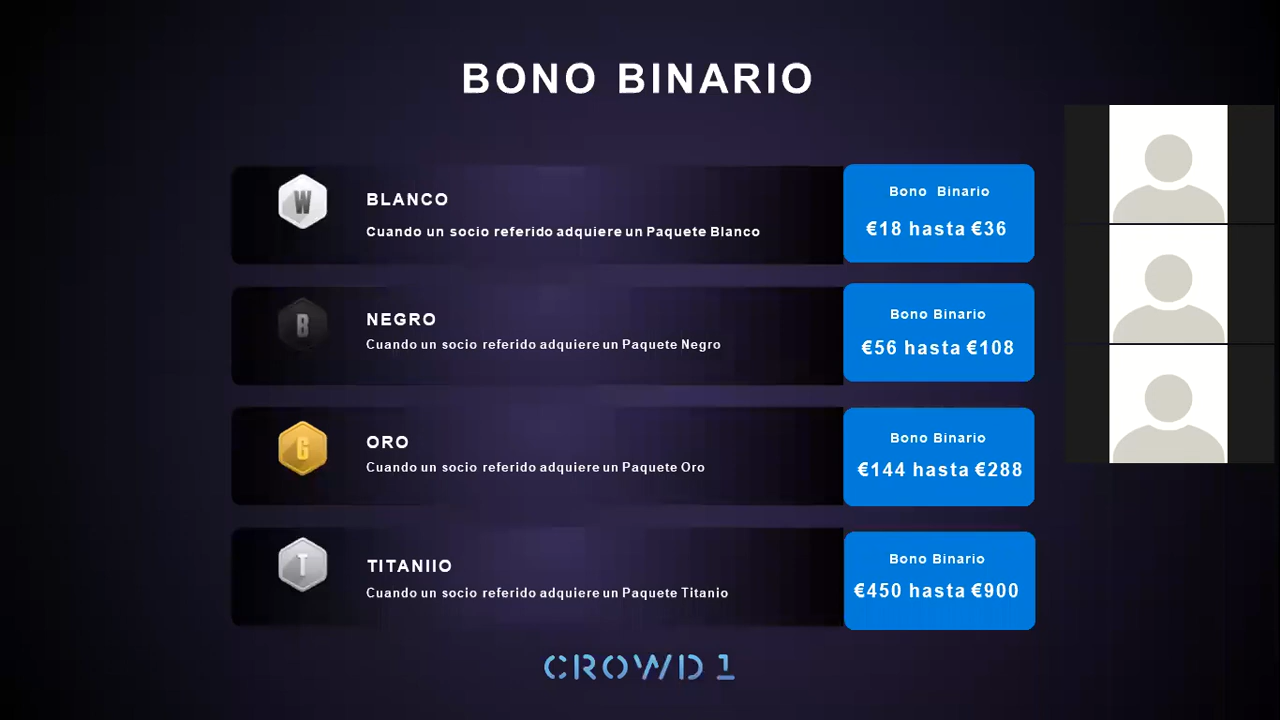 BONO BINARIO
W
BLANCO
Cuando un socio referido adquiere un Paquete Blanco
Bono Binario
€18 hasta €36
B
NEGRO
Cuando un socio referido adquiere un Paquete Negro
Bono Binario
€56 hasta €108
G
ORO
Cuando un socio referido adquiere un Paquete Oro
Bono Binario
€144 hasta €288
T
TITANIIO
Cuando un socio referido adquiere un Paquete Titanio
Bono Binario
€450 hasta €900
CROWD 1